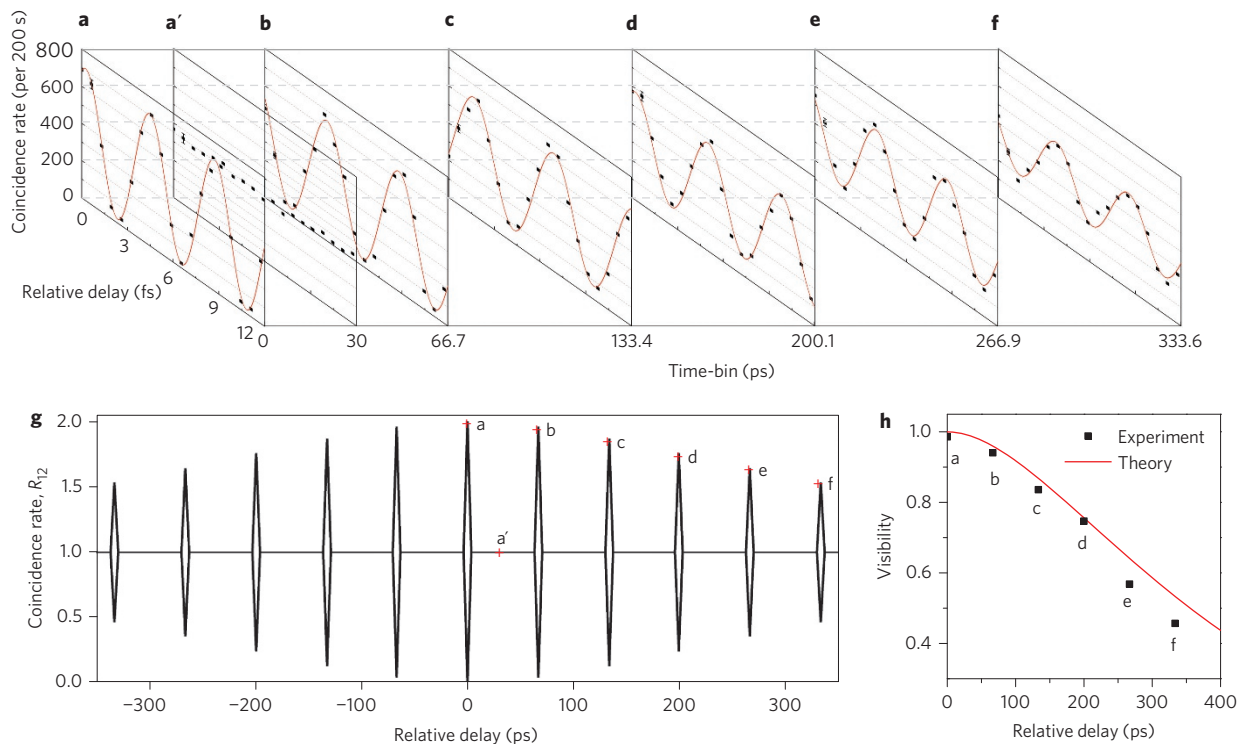 a a′ b c d e f
Coincidence rate (per 200 s)
800
600
400
200
0
0
3
6
9
12
Relative delay (fs)
0 30 66.7 133.4 200.1 266.9 333.6
Time-bin (ps)
g
Coincidence rate, R12
2.0
1.5
1.0
0.5
0.0
a
b
c
d
e
f
a′
−300 −200 −100 0 100 200 300
Relative delay (ps)
h
Visibility
1.0
0.8
0.6
0.4
Experiment
Theory
a
b
c
d
e
f
0 100 200 300 400
Relative delay (ps)